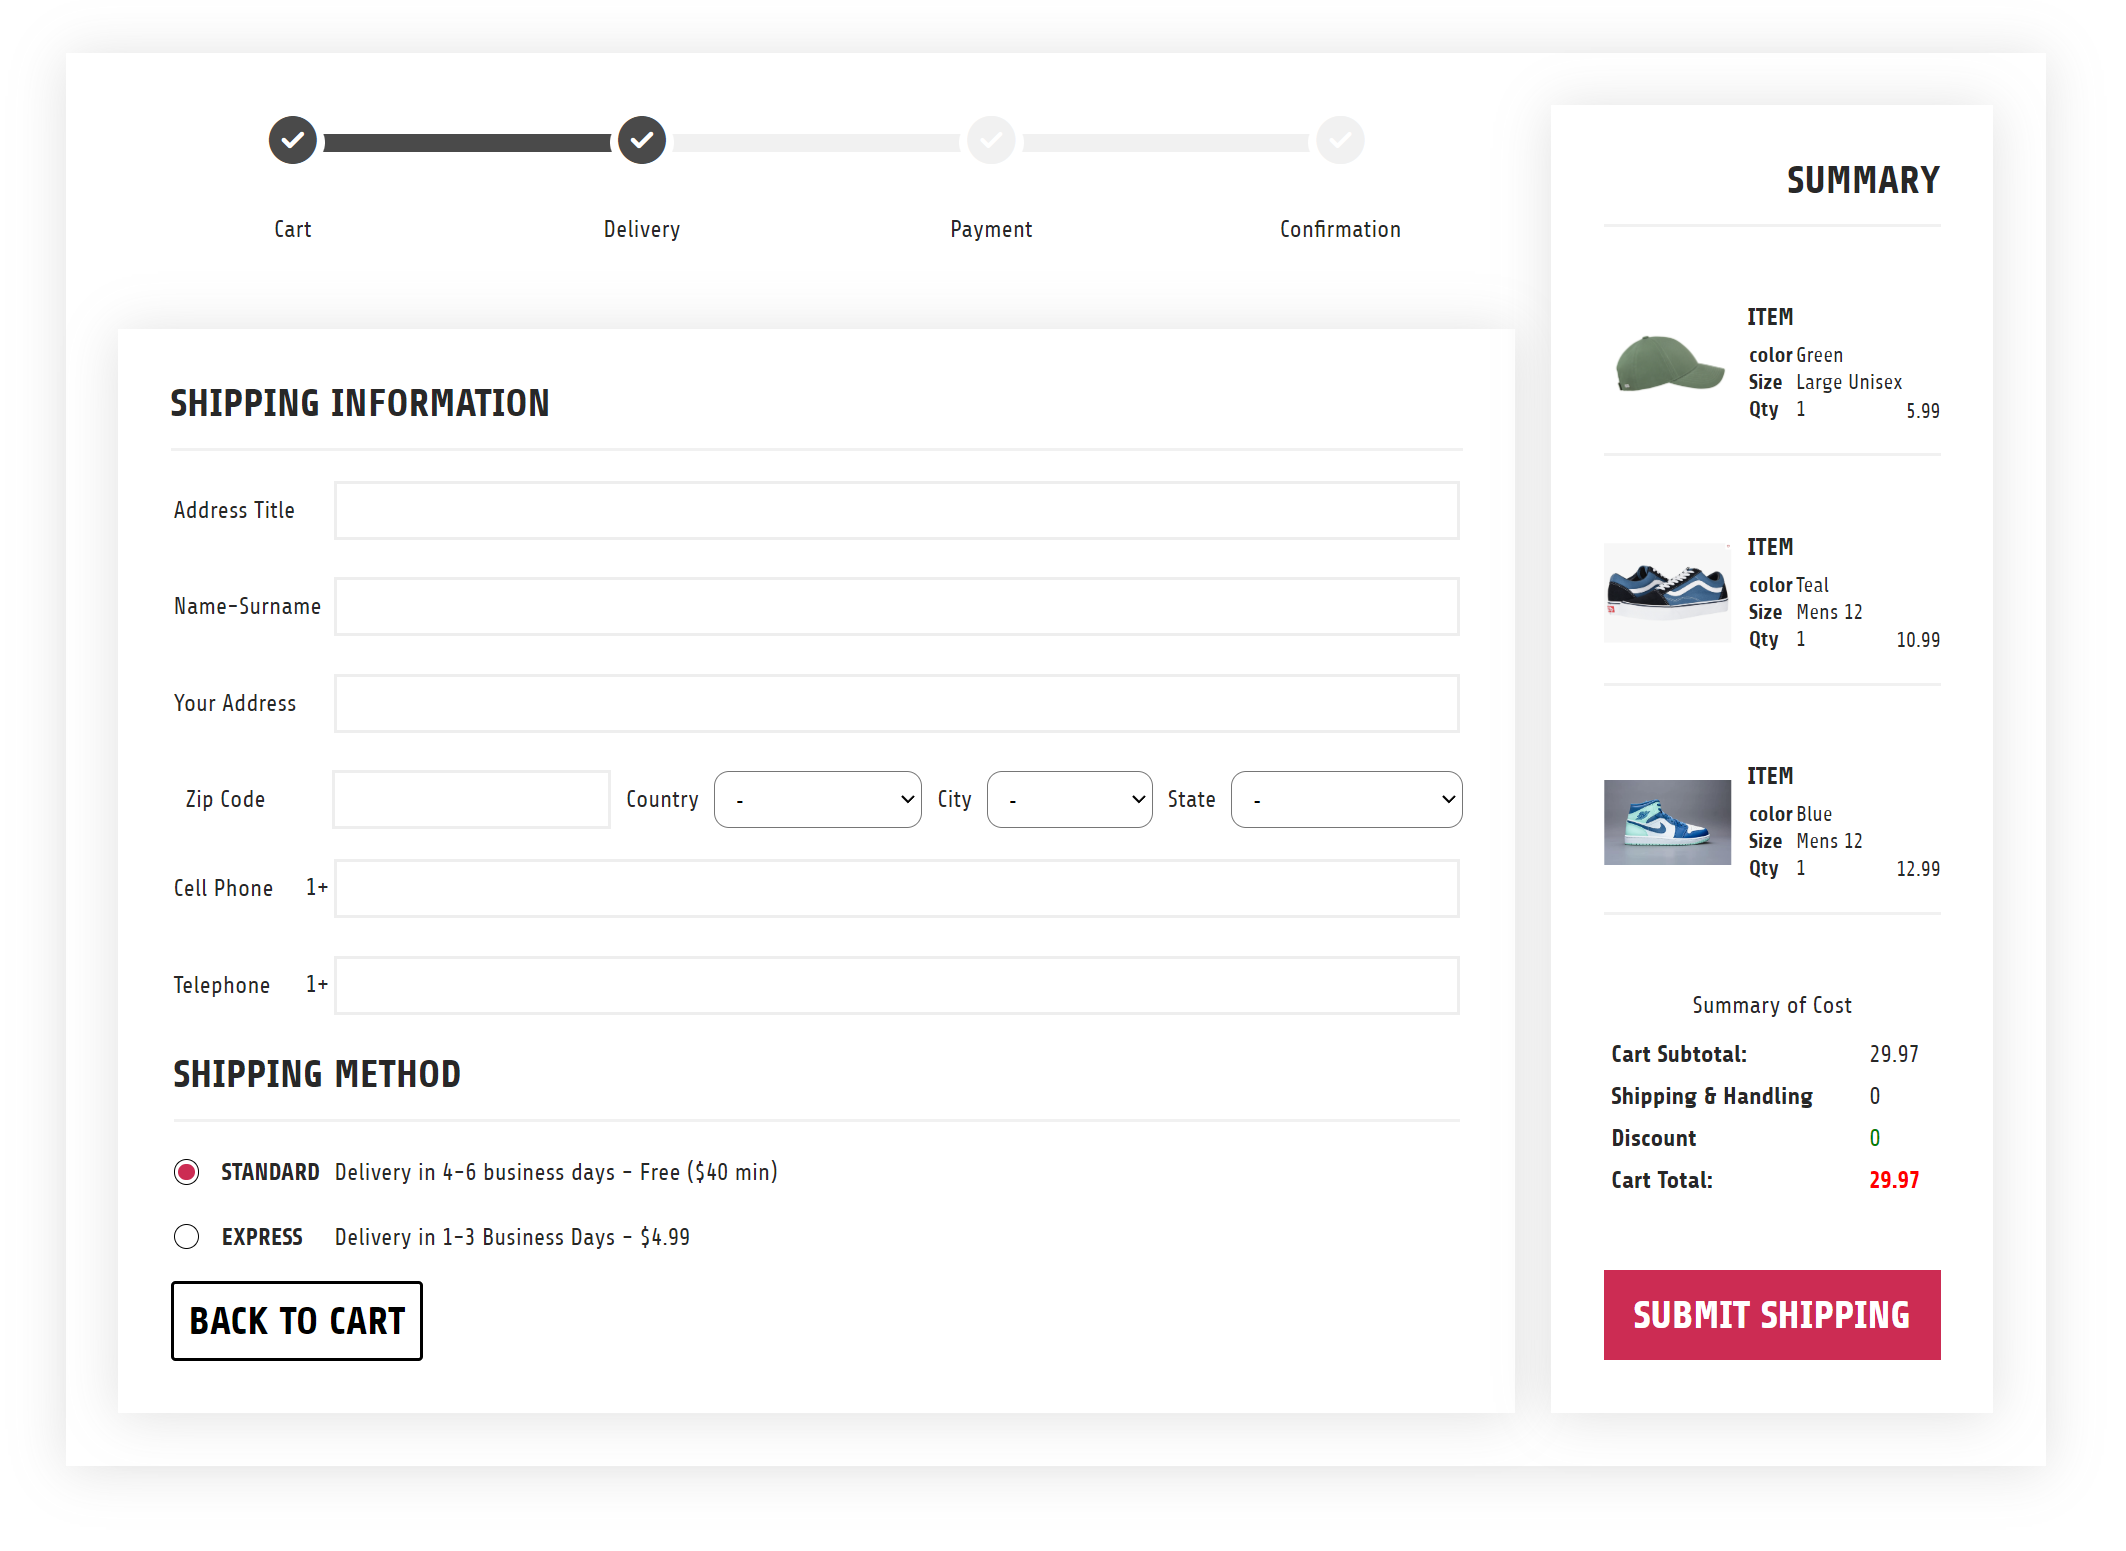 Cart
Delivery
Payment
Confirmation
SHIPPING INFORMATION
Address Title
Name-Surname
Your Address
Zip Code
Country -
City -
State -
Cell Phone 1+
Telephone 1+
SHIPPING METHOD
STANDARD Delivery in 4-6 business days - Free ($40 min)
EXPRESS Delivery in 1-3 Business Days - $4.99
BACK TO CART
SUMMARY
ITEM
color Green
Size Large Unisex
Qty 1 5.99
ITEM
color Teal
Size Mens 12
Qty 1 10.99
ITEM
color Blue
Size Mens 12
Qty 1 12.99
Summary of Cost
Cart Subtotal: 29.97
Shipping & Handling 0
Discount 0
Cart Total: 29.97
SUBMIT SHIPPING